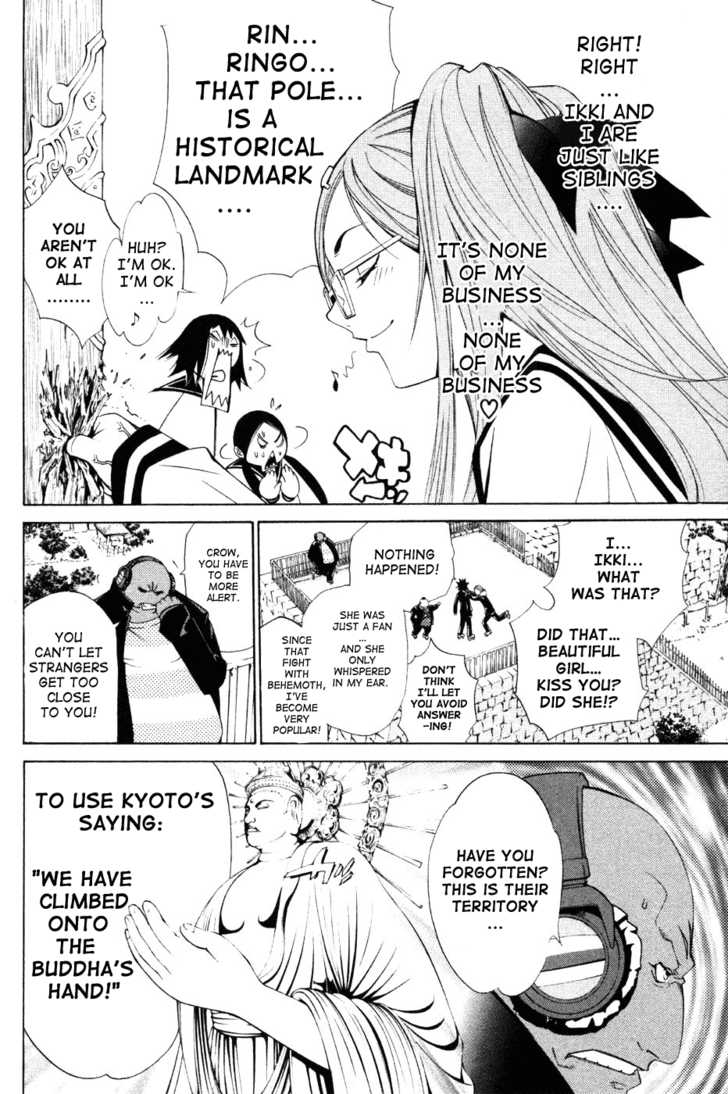 RIGHT!
RIGHT
...
IKKI AND
I ARE
JUST LIKE
SIBLINGS
....
RIN...
RINGO...
THAT POLE...
IS A
HISTORICAL
LANDMARK
....
IT'S NONE
OF MY
BUSINESS
...
NONE
OF MY
BUSINESS
♡
HUH?
I'M OK.
I'M OK
...
♪
YOU
AREN'T
OK AT
ALL
........
I...
IKKI...
WHAT
WAS THAT?
DID THAT...
BEAUTIFUL
GIRL...
KISS YOU?
DID SHE!?
NOTHING
HAPPENED!
DON'T
THINK
I'LL LET
YOU AVOID
ANSWER
-ING!
SHE WAS
JUST A FAN
...
AND SHE
ONLY
WHISPERED
IN MY EAR.
SINCE
THAT
FIGHT
WITH
BEHEMOTH,
I'VE
BECOME
VERY
POPULAR!
CROW,
YOU HAVE
TO BE
MORE
ALERT.
YOU
CAN'T LET
STRANGERS
GET TOO
CLOSE
TO YOU!
HAVE YOU
FORGOTTEN?
THIS IS THEIR
TERRITORY
...
TO USE KYOTO'S
SAYING:
"WE HAVE
CLIMBED
ONTO
THE
BUDDHA'S
HAND!"